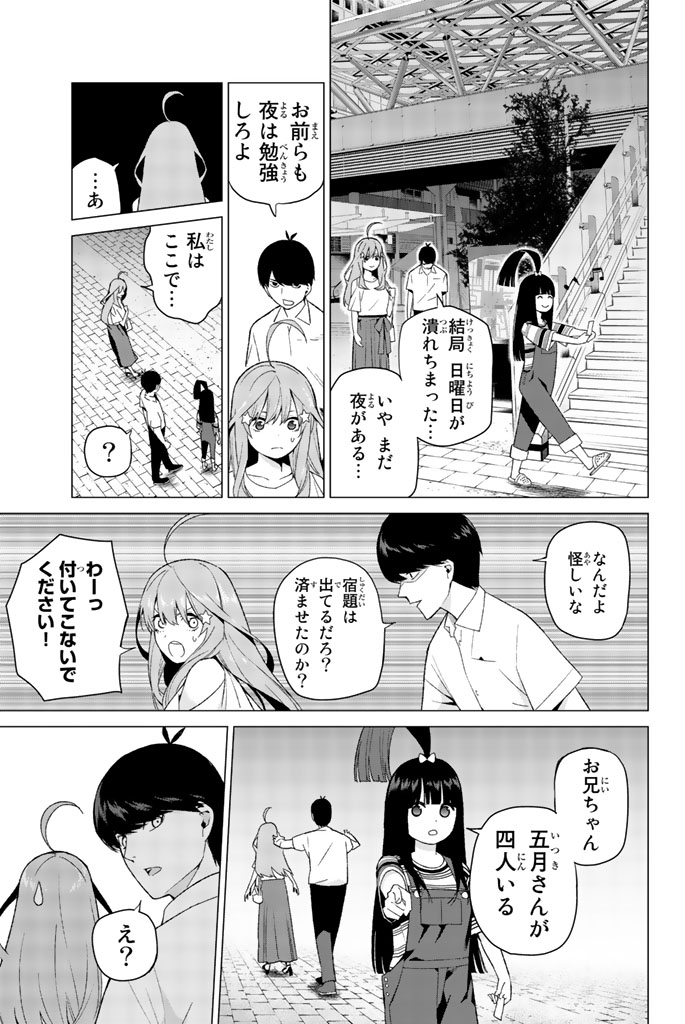 結局 日曜日が
潰れちまった…
いや まだ
夜がある…
お前らも
夜は勉強
しろよ
…あ
私は
ここで…
?
なんだよ
怪しいな
宿題は
出てるだろ?
済ませたのか?
わーっ
付いてこないで
ください!
お兄ちゃん
五月さんが
四人いる
え?